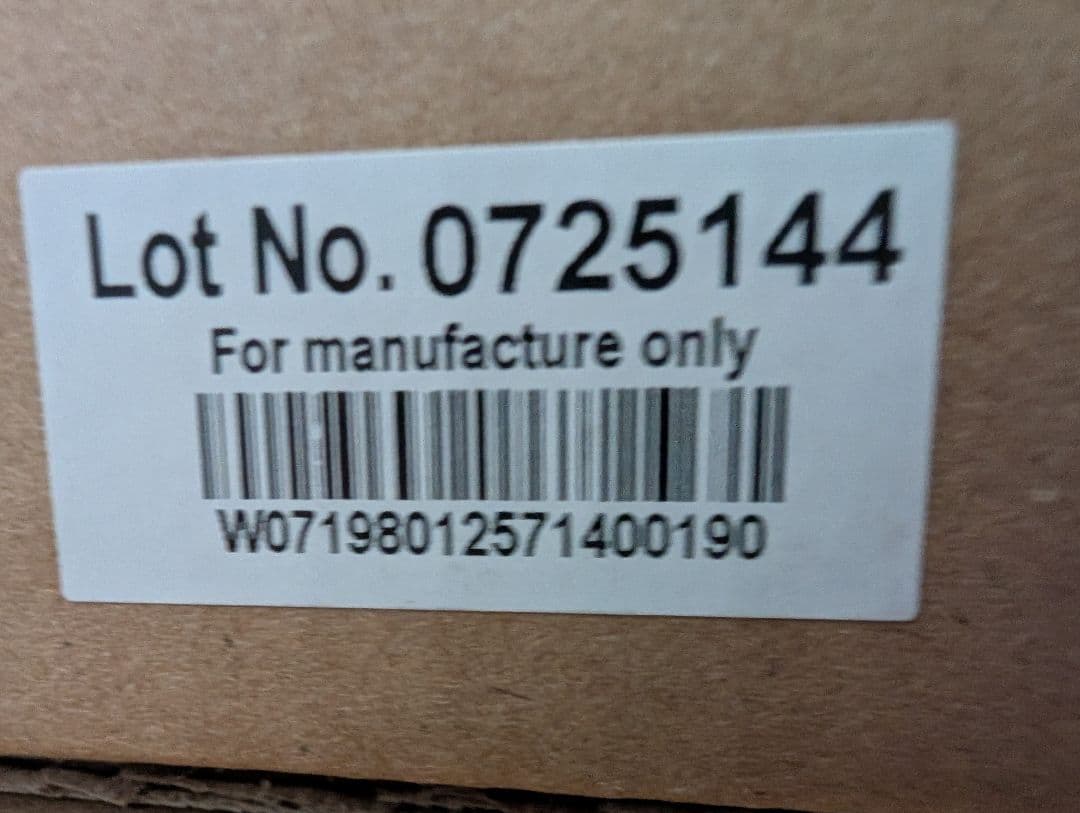 Lot No. 0725144
For manufacture only
W07198012571400190